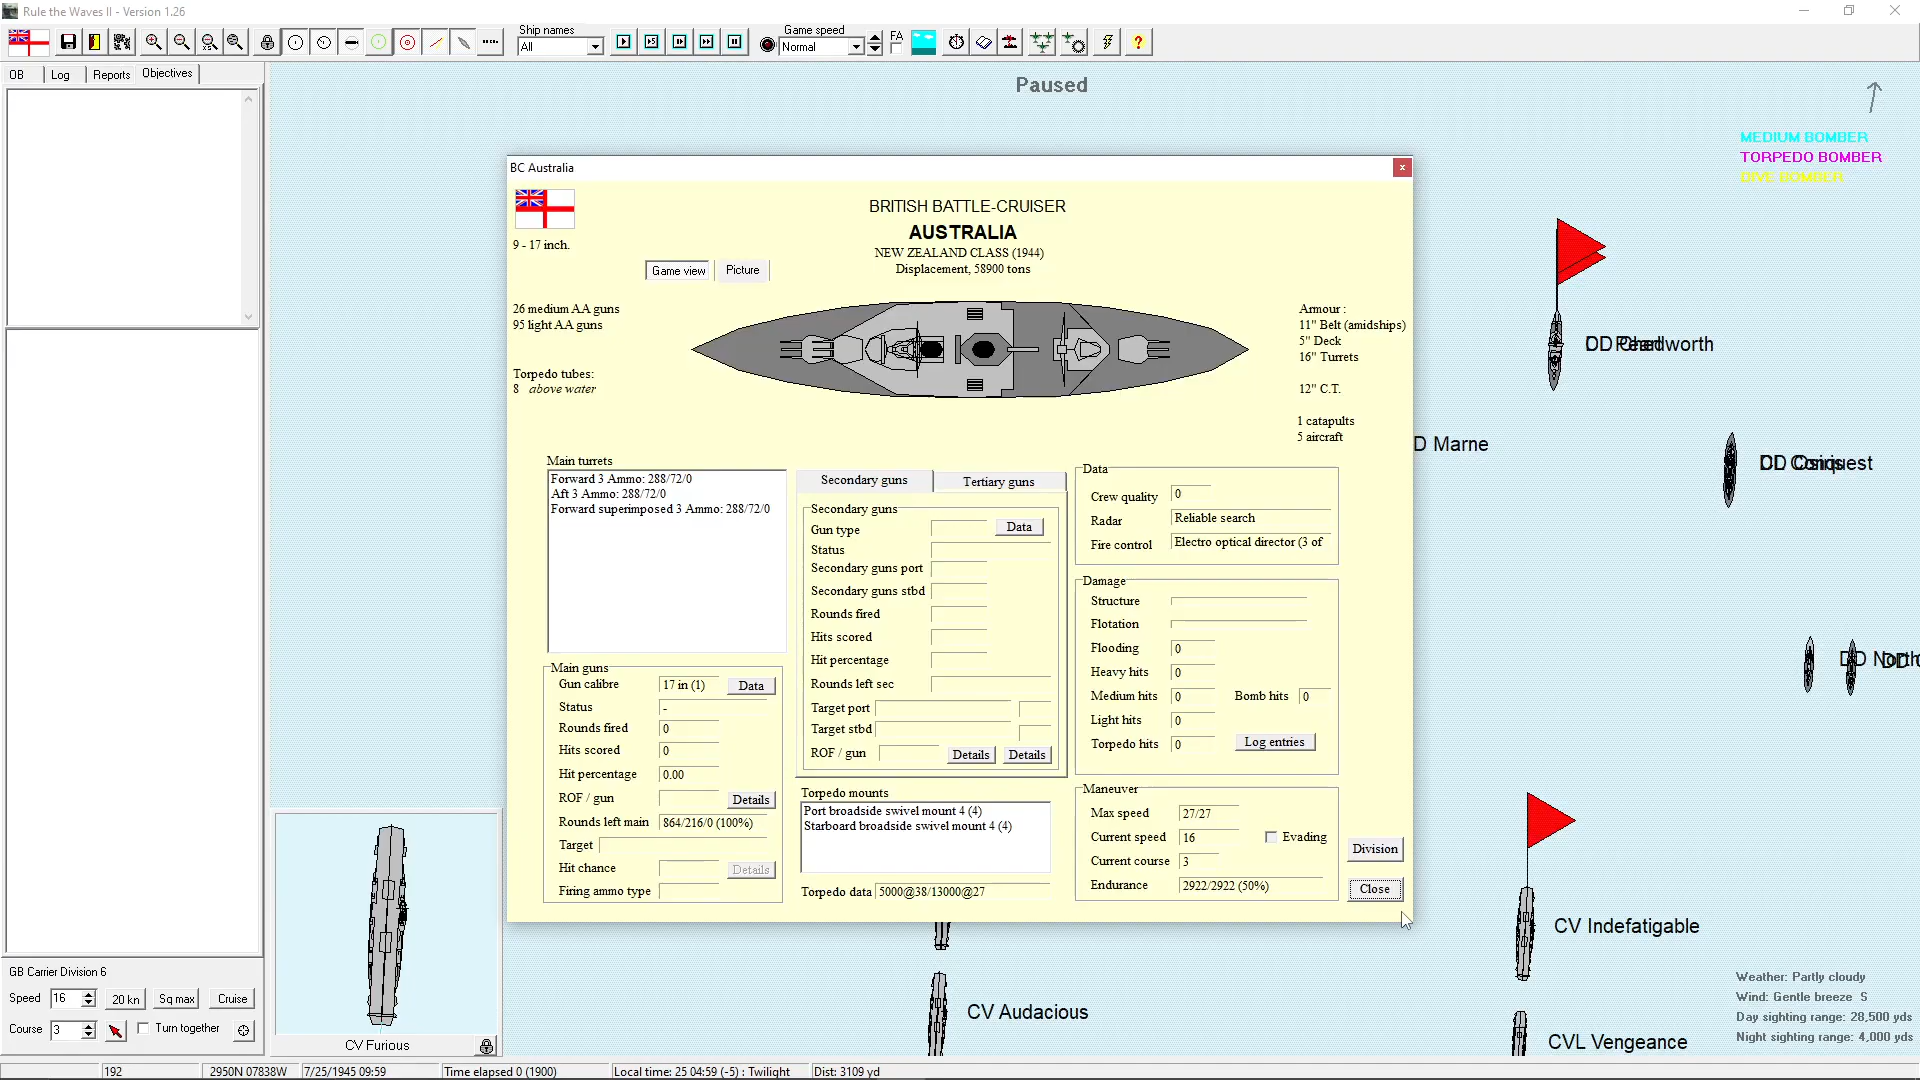 Rule the Waves II - Version 1.26
Ship names
All
Game speed
Normal
FA
OB
Log
Reports
Objectives
Paused
MEDIUM BOMBER
TORPEDO BOMBER
DIVE BOMBER
BC Australia
BRITISH BATTLE-CRUISER
AUSTRALIA
NEW ZEALAND CLASS (1944)
Displacement, 58900 tons
9 - 17 inch.
Game view
Picture
26 medium AA guns
95 light AA guns
Torpedo tubes:
8 above water
Armour :
11" Belt (amidships)
5" Deck
16" Turrets
12" C.T.
1 catapults
5 aircraft
Main turrets
Forward 3 Ammo: 288/72/0
Aft 3 Ammo: 288/72/0
Forward superimposed 3 Ammo: 288/72/0
Main guns
Gun calibre 17 in (1) Data
Status -
Rounds fired 0
Hits scored 0
Hit percentage 0.00
ROF / gun Details
Rounds left main 864/216/0 (100%)
Target
Hit chance Details
Firing ammo type
Secondary guns
Tertiary guns
Secondary guns
Gun type Data
Status
Secondary guns port
Secondary guns stbd
Rounds fired
Hits scored
Hit percentage
Rounds left sec
Target port
Target stbd
ROF / gun Details Details
Torpedo mounts
Port broadside swivel mount 4 (4)
Starboard broadside swivel mount 4 (4)
Torpedo data 5000@38/13000@27
Data
Crew quality 0
Radar Reliable search
Fire control Electro optical director (3 of
Damage
Structure
Flotation
Flooding 0
Heavy hits 0
Medium hits 0 Bomb hits 0
Light hits 0
Torpedo hits 0 Log entries
Maneuver
Max speed 27/27
Current speed 16 Evading
Current course 3
Endurance 2922/2922 (50%)
Division
Close
D Marne
CV Indefatigable
CV Audacious
CVL Vengeance
Weather: Partly cloudy
Wind: Gentle breeze S
Day sighting range: 28,500 yds
Night sighting range: 4,000 yds
GB Carrier Division 6
Speed 16 20 kn Sq max Cruise
Course 3 Turn together
CV Furious
192
2950N 07838W
7/25/1945 09:59
Time elapsed 0 (1900)
Local time: 25 04:59 (-5) : Twilight
Dist: 3109 yd